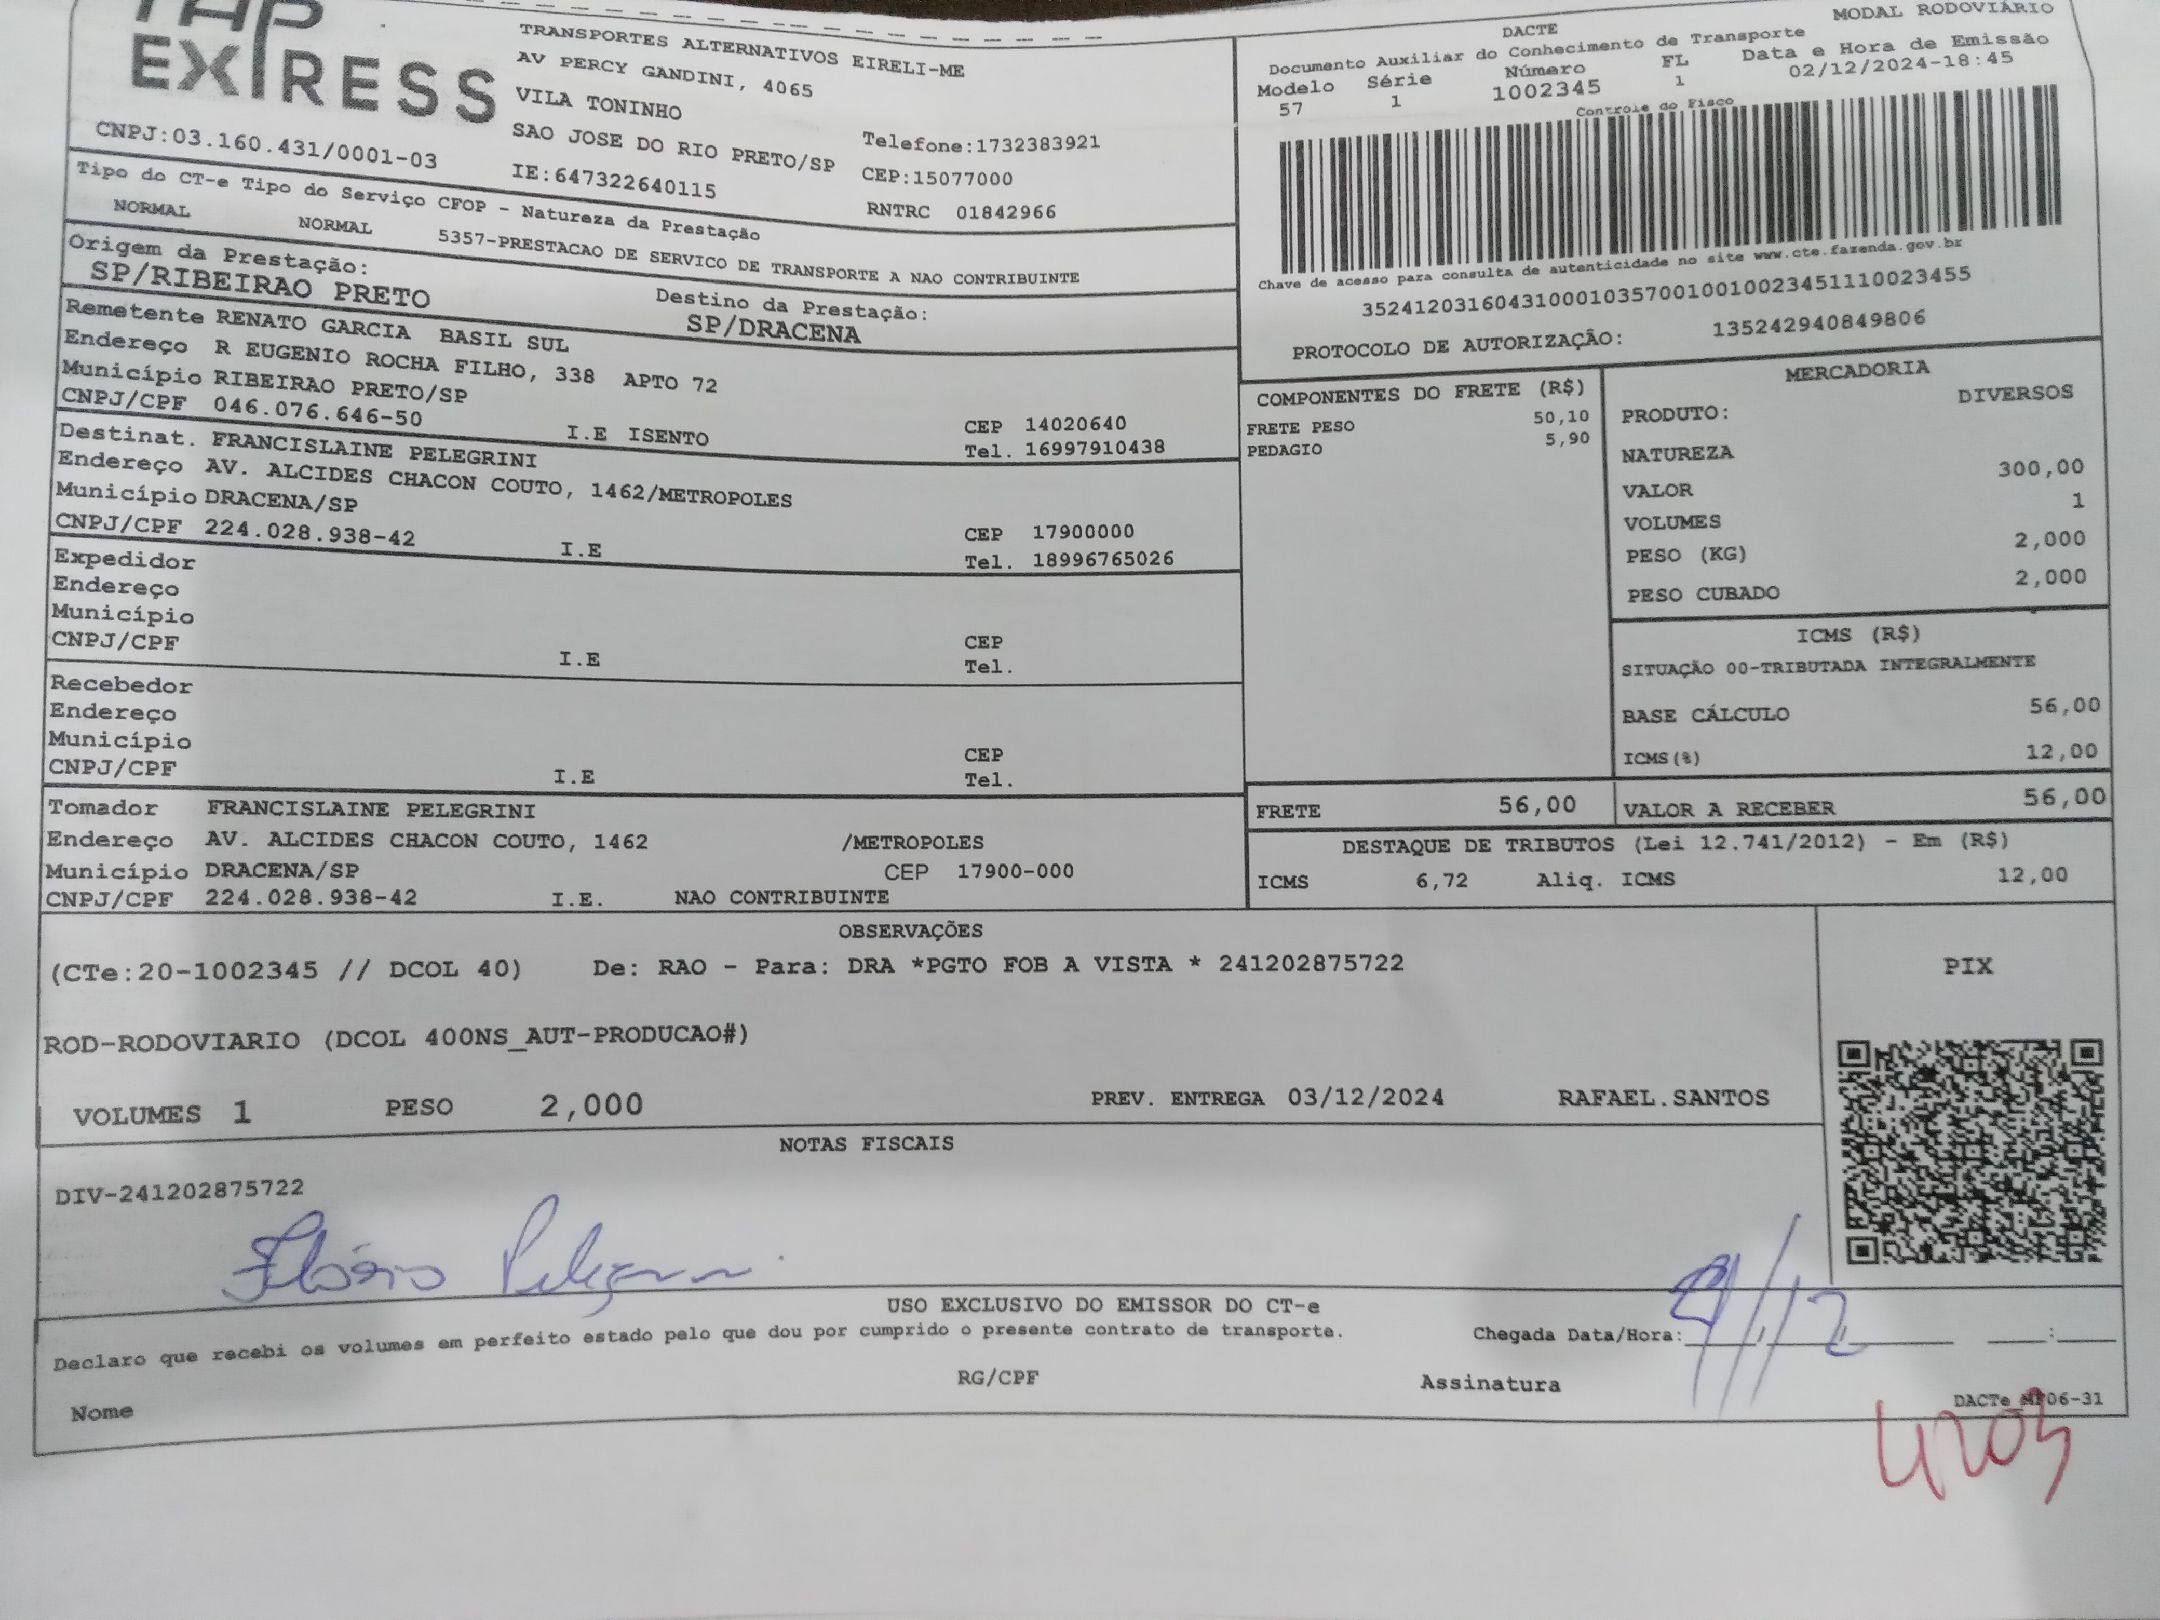 TAP
EXPRESS
TRANSPORTES ALTERNATIVOS EIRELI-ME
AV PERCY GANDINI, 4065
VILA TONINHO
SAO JOSE DO RIO PRETO/SP
Telefone:1732383921
CNPJ:03.160.431/0001-03
IE:647322640115
CEP:15077000
RNTRC 01842966
DACTE
MODAL RODOVIÁRIO
Documento Auxiliar do Conhecimento de Transporte
Modelo Série Número FL Data e Hora de Emissão
57 1 1002345 1 02/12/2024-18:45
Controle do Fisco
Chave de acesso para consulta de autenticidade no site www.cte.fazenda.gov.br
35241203160431000103570010010023451110023455
PROTOCOLO DE AUTORIZAÇÃO: 135242940849806
Tipo do CT-e Tipo do Serviço CFOP - Natureza da Prestação
NORMAL NORMAL 5357-PRESTACAO DE SERVICO DE TRANSPORTE A NAO CONTRIBUINTE
Origem da Prestação: Destino da Prestação:
SP/RIBEIRAO PRETO SP/DRACENA
Remetente RENATO GARCIA BASIL SUL
Endereço R EUGENIO ROCHA FILHO, 338 APTO 72
Município RIBEIRAO PRETO/SP CEP 14020640
CNPJ/CPF 046.076.646-50 I.E ISENTO Tel. 16997910438
Destinat. FRANCISLAINE PELEGRINI
Endereço AV. ALCIDES CHACON COUTO, 1462/METROPOLES
Município DRACENA/SP CEP 17900000
CNPJ/CPF 224.028.938-42 I.E Tel. 18996765026
Expedidor
Endereço
Município CEP
CNPJ/CPF I.E Tel.
Recebedor
Endereço
Município CEP
CNPJ/CPF I.E Tel.
Tomador FRANCISLAINE PELEGRINI
Endereço AV. ALCIDES CHACON COUTO, 1462 /METROPOLES
Município DRACENA/SP CEP 17900-000
CNPJ/CPF 224.028.938-42 I.E. NAO CONTRIBUINTE
COMPONENTES DO FRETE (R$)
FRETE PESO 50,10
PEDAGIO 5,90
MERCADORIA
PRODUTO: DIVERSOS
NATUREZA
VALOR 300,00
VOLUMES 1
PESO (KG) 2,000
PESO CUBADO 2,000
ICMS (R$)
SITUAÇÃO 00-TRIBUTADA INTEGRALMENTE
BASE CÁLCULO 56,00
ICMS(%) 12,00
FRETE 56,00 VALOR A RECEBER 56,00
DESTAQUE DE TRIBUTOS (Lei 12.741/2012) - Em (R$)
ICMS 6,72 Aliq. ICMS 12,00
OBSERVAÇÕES
(CTe:20-1002345 // DCOL 40) De: RAO - Para: DRA *PGTO FOB A VISTA * 241202875722
ROD-RODOVIARIO (DCOL 400NS_AUT-PRODUCAO#)
VOLUMES 1 PESO 2,000 PREV. ENTREGA 03/12/2024 RAFAEL.SANTOS
PIX
NOTAS FISCAIS
DIV-241202875722
USO EXCLUSIVO DO EMISSOR DO CT-e
Declaro que recebi os volumes em perfeito estado pelo que dou por cumprido o presente contrato de transporte. Chegada Data/Hora:
Nome RG/CPF Assinatura